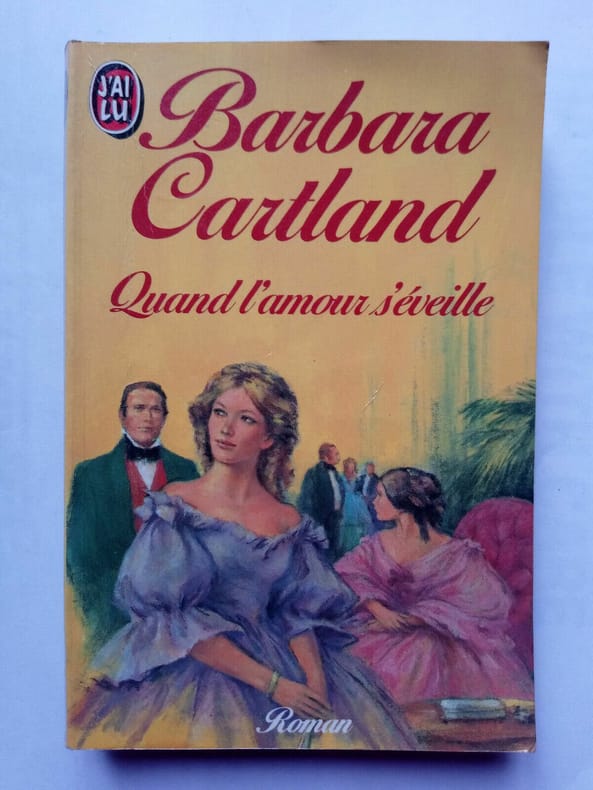 J'AI
LU
Barbara
Cartland
Quand l'amour s'éveille
Roman